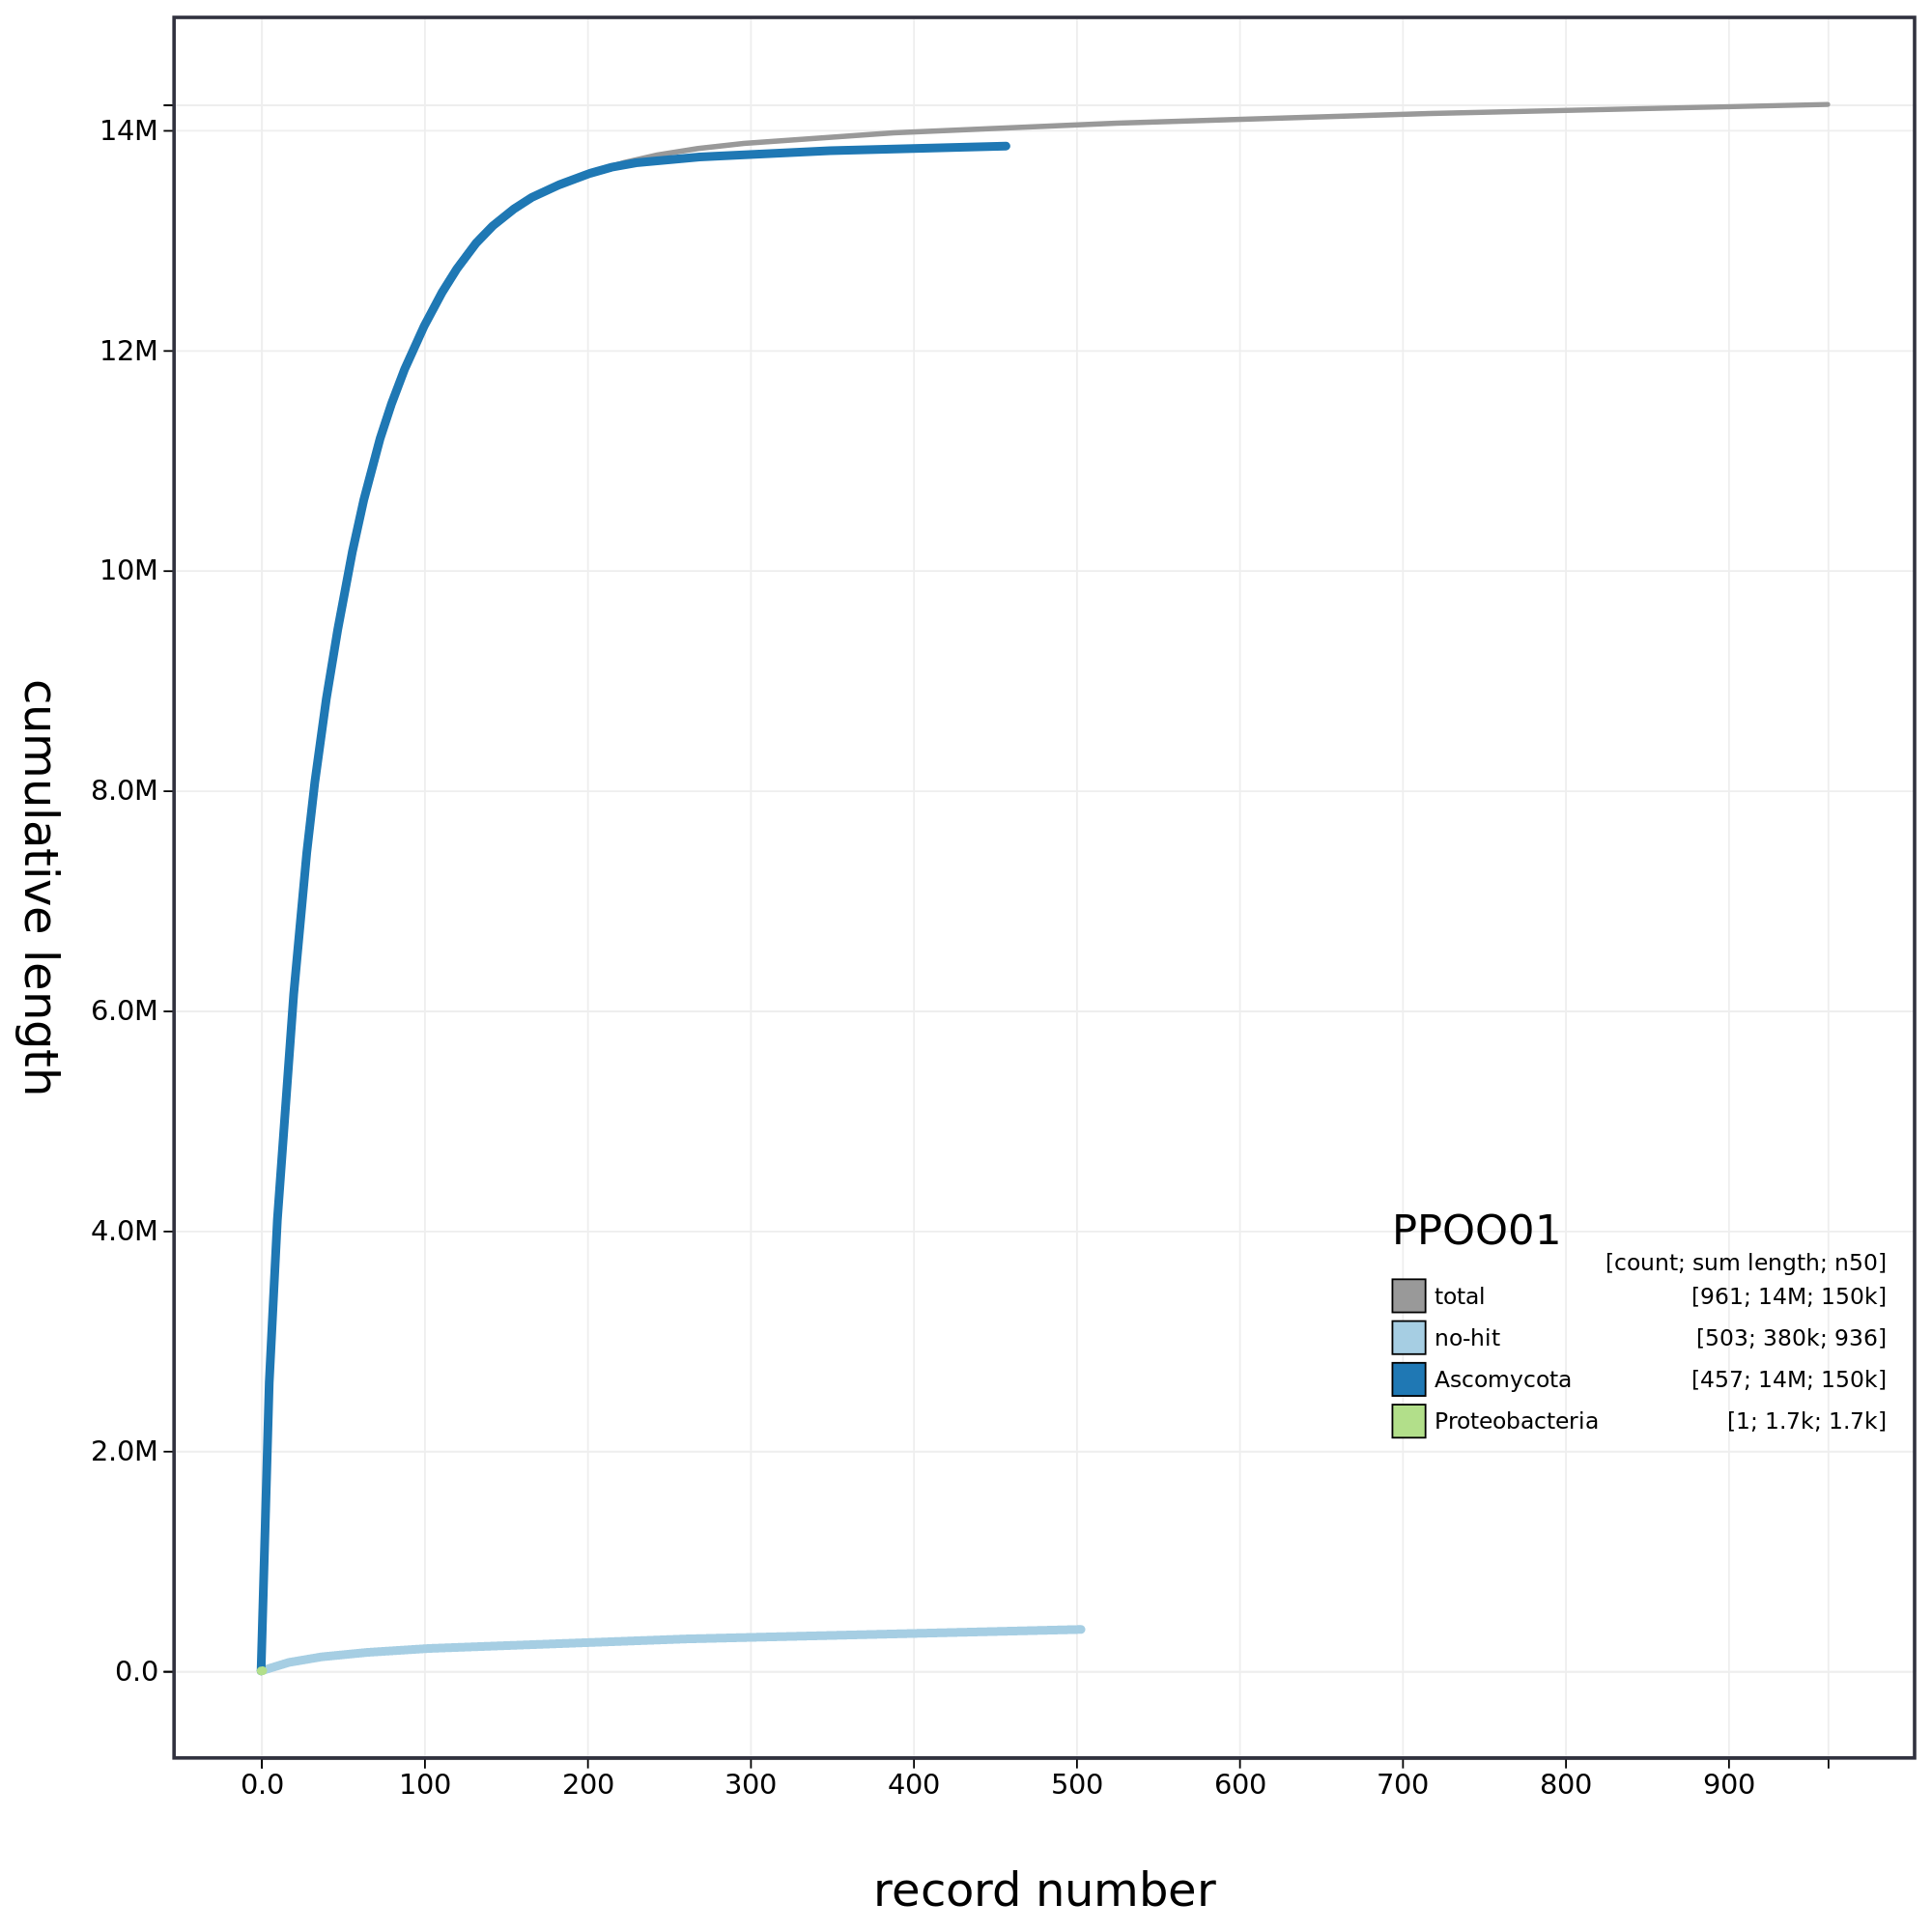 14M
12M
10M
8.0M
6.0M
4.0M
2.0M
0.0
cumulative length
PPOO01
[count; sum length; n50]
total [961; 14M; 150k]
no-hit [503; 380k; 936]
Ascomycota [457; 14M; 150k]
Proteobacteria [1; 1.7k; 1.7k]
0.0 100 200 300 400 500 600 700 800 900
record number